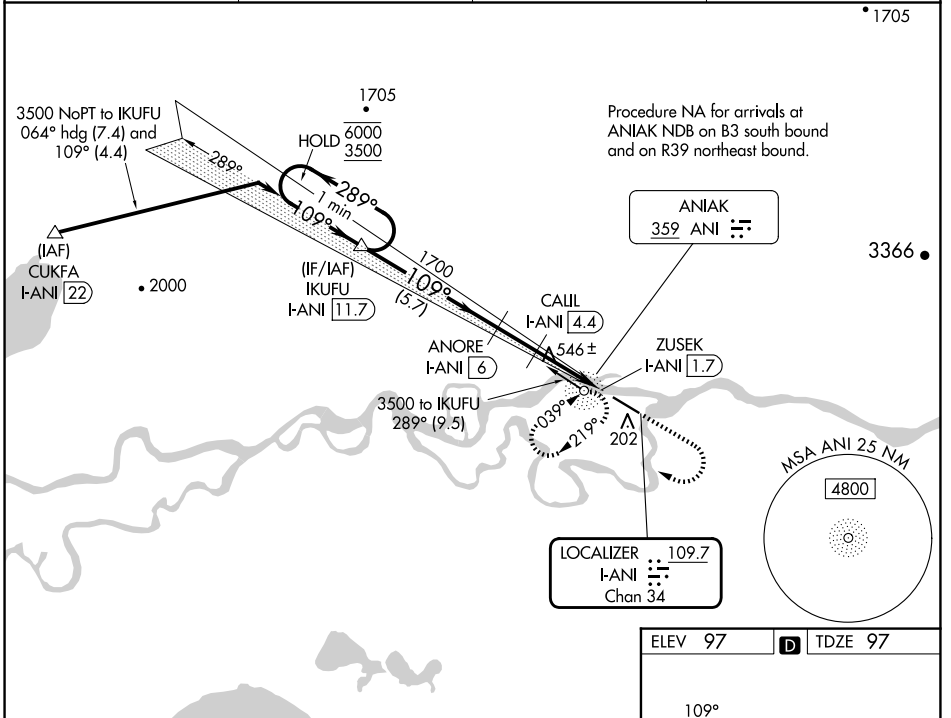 1705
3500 NoPT to IKUFU
064° hdg (7.4) and
109° (4.4)
1705
HOLD 6000
3500
Procedure NA for arrivals at
ANIAK NDB on B3 south bound
and on R39 northeast bound.
289°
289°
1 min
109°
(IAF)
CUKFA
I-ANI 22
2000
(IF/IAF)
IKUFU
I-ANI 11.7
1700
109°
(5.7)
ANIAK
359 ANI
3366
CALIL
I-ANI 4.4
546 ±
ANORE
I-ANI 6
ZUSEK
I-ANI 1.7
3500 to IKUFU
289° (9.5)
039°
219°
202
MSA ANI 25 NM
4800
LOCALIZER 109.7
I-ANI
Chan 34
ELEV 97 D TDZE 97
109°